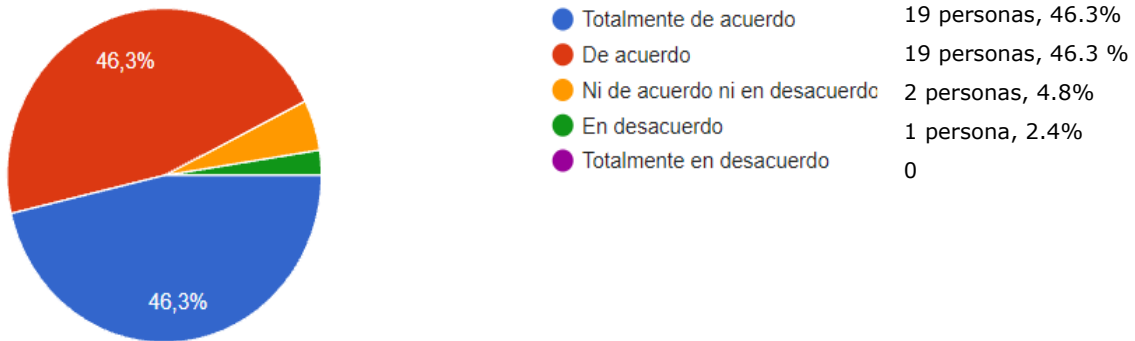 46,3%
46,3%
Totalmente de acuerdo 19 personas, 46.3%
De acuerdo 19 personas, 46.3 %
Ni de acuerdo ni en desacuerdo 2 personas, 4.8%
En desacuerdo 1 persona, 2.4%
Totalmente en desacuerdo 0